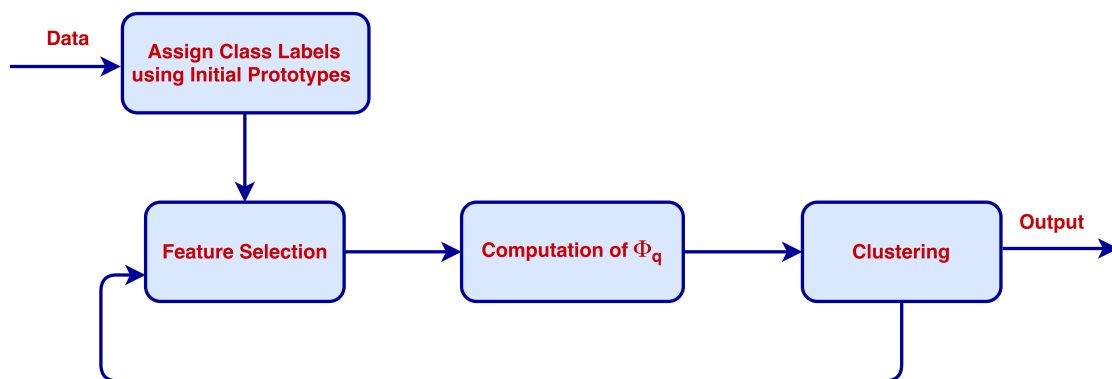 Data
Assign Class Labels
using Initial Prototypes
Feature Selection
Computation of Φq
Clustering
Output